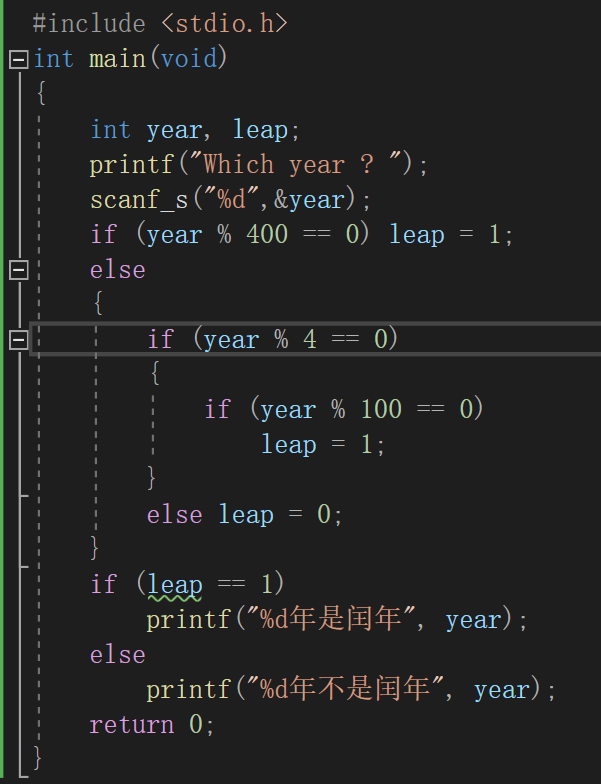 #include <stdio.h>
int main(void)
{
    int year, leap;
    printf("Which year ? ");
    scanf_s("%d",&year);
    if (year % 400 == 0) leap = 1;
    else
    {
        if (year % 4 == 0)
        {
            if (year % 100 == 0)
                leap = 1;
        }
        else leap = 0;
    }
    if (leap == 1)
        printf("%d年是闰年", year);
    else
        printf("%d年不是闰年", year);
    return 0;
}